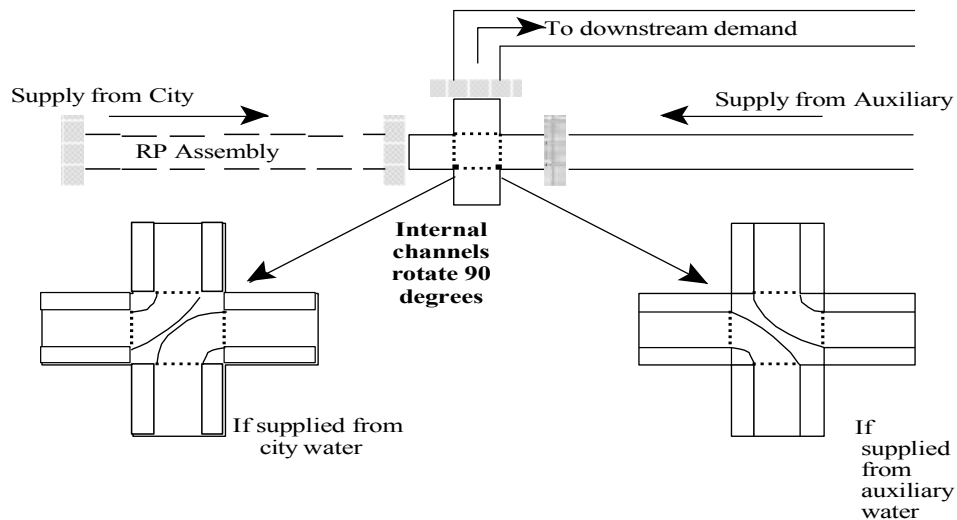 To downstream demand
Supply from City
Supply from Auxiliary
RP Assembly
Internal
channels
rotate 90
degrees
If supplied from
city water
If
supplied
from
auxiliary
water